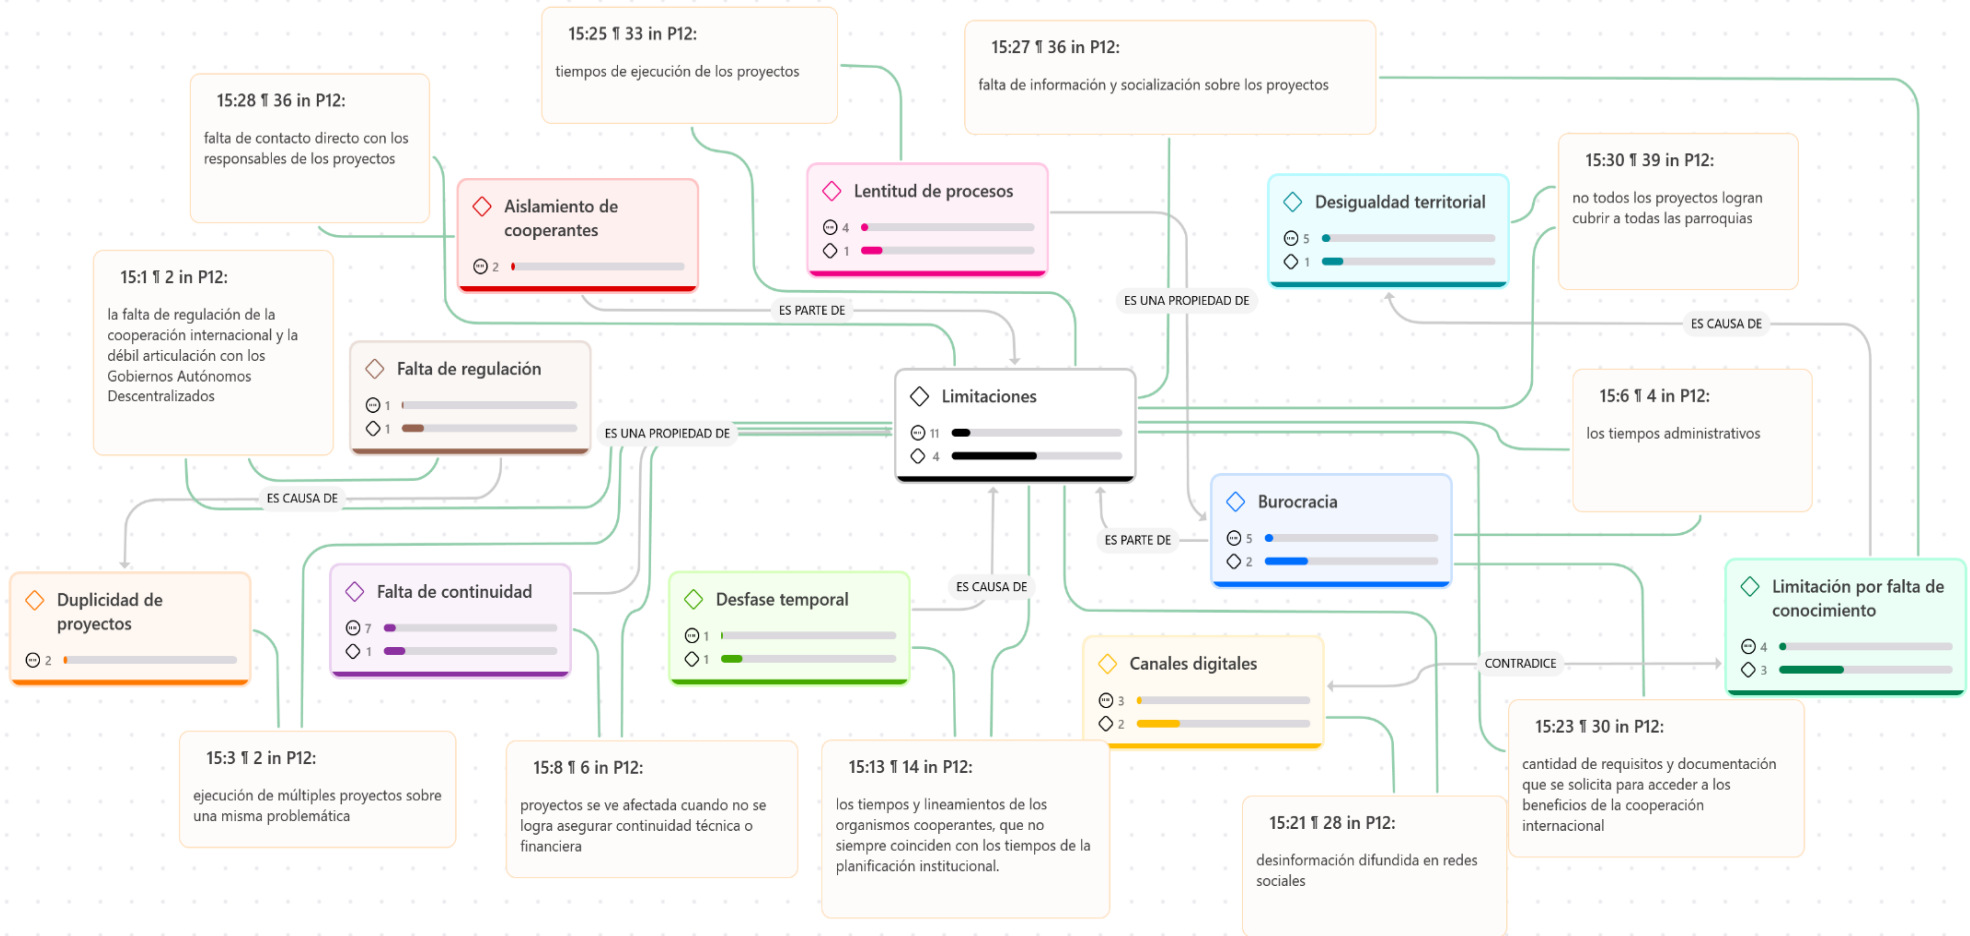 15:25 ¶ 33 in P12:
tiempos de ejecución de los proyectos
15:27 ¶ 36 in P12:
falta de información y socialización sobre los proyectos
15:28 ¶ 36 in P12:
falta de contacto directo con los
responsables de los proyectos
15:30 ¶ 39 in P12:
no todos los proyectos logran
cubrir a todas las parroquias
Aislamiento de
cooperantes
2
Lentitud de procesos
4
1
Desigualdad territorial
5
1
15:1 ¶ 2 in P12:
la falta de regulación de la
cooperación internacional y la
débil articulación con los
Gobiernos Autónomos
Descentralizados
ES PARTE DE
ES UNA PROPIEDAD DE
ES CAUSA DE
Falta de regulación
1
1
Limitaciones
11
4
15:6 ¶ 4 in P12:
los tiempos administrativos
ES UNA PROPIEDAD DE
ES CAUSA DE
Burocracia
5
2
ES PARTE DE
Duplicidad de
proyectos
2
Falta de continuidad
7
1
Desfase temporal
1
1
ES CAUSA DE
Limitación por falta de
conocimiento
4
3
Canales digitales
3
2
CONTRADICE
15:3 ¶ 2 in P12:
ejecución de múltiples proyectos sobre
una misma problemática
15:8 ¶ 6 in P12:
proyectos se ve afectada cuando no se
logra asegurar continuidad técnica o
financiera
15:13 ¶ 14 in P12:
los tiempos y lineamientos de los
organismos cooperantes, que no
siempre coinciden con los tiempos de la
planificación institucional.
15:21 ¶ 28 in P12:
desinformación difundida en redes
sociales
15:23 ¶ 30 in P12:
cantidad de requisitos y documentación
que se solicita para acceder a los
beneficios de la cooperación
internacional